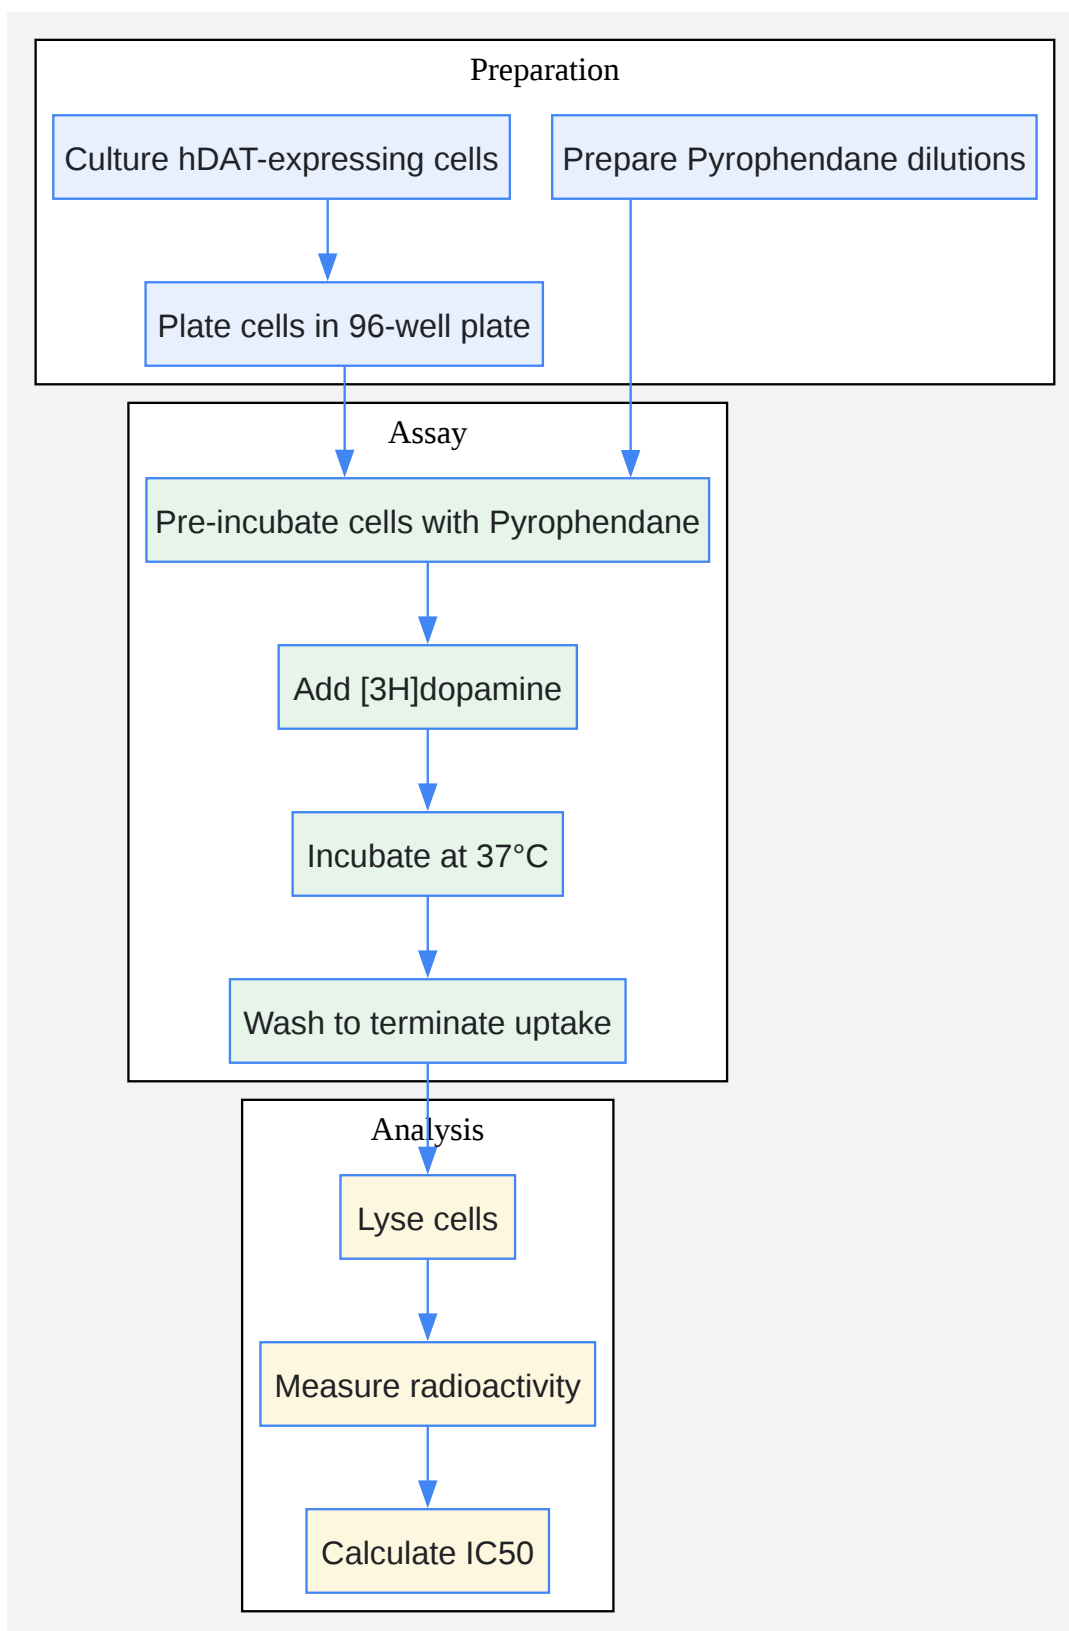 Preparation
Culture hDAT-expressing cells
Prepare Pyrophendane dilutions
Plate cells in 96-well plate
Assay
Pre-incubate cells with Pyrophendane
Add [3H]dopamine
Incubate at 37°C
Wash to terminate uptake
Analysis
Lyse cells
Measure radioactivity
Calculate IC50